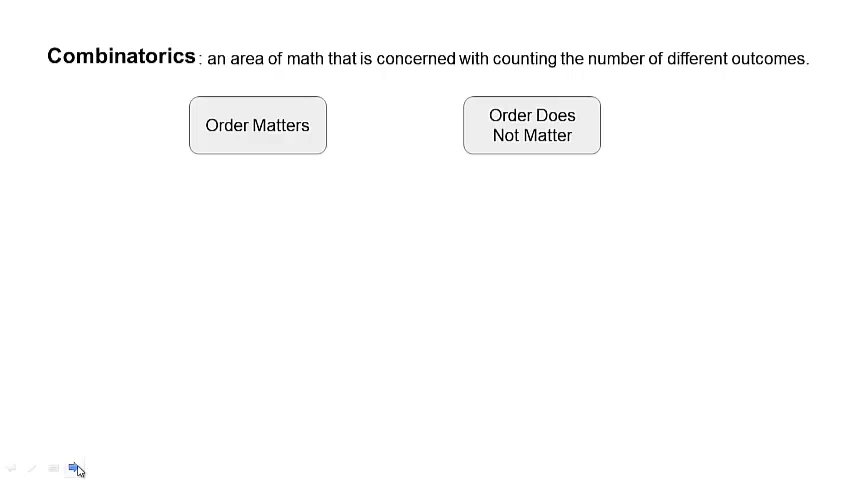 Combinatorics : an area of math that is concerned with counting the number of different outcomes.
Order Matters
Order Does
Not Matter